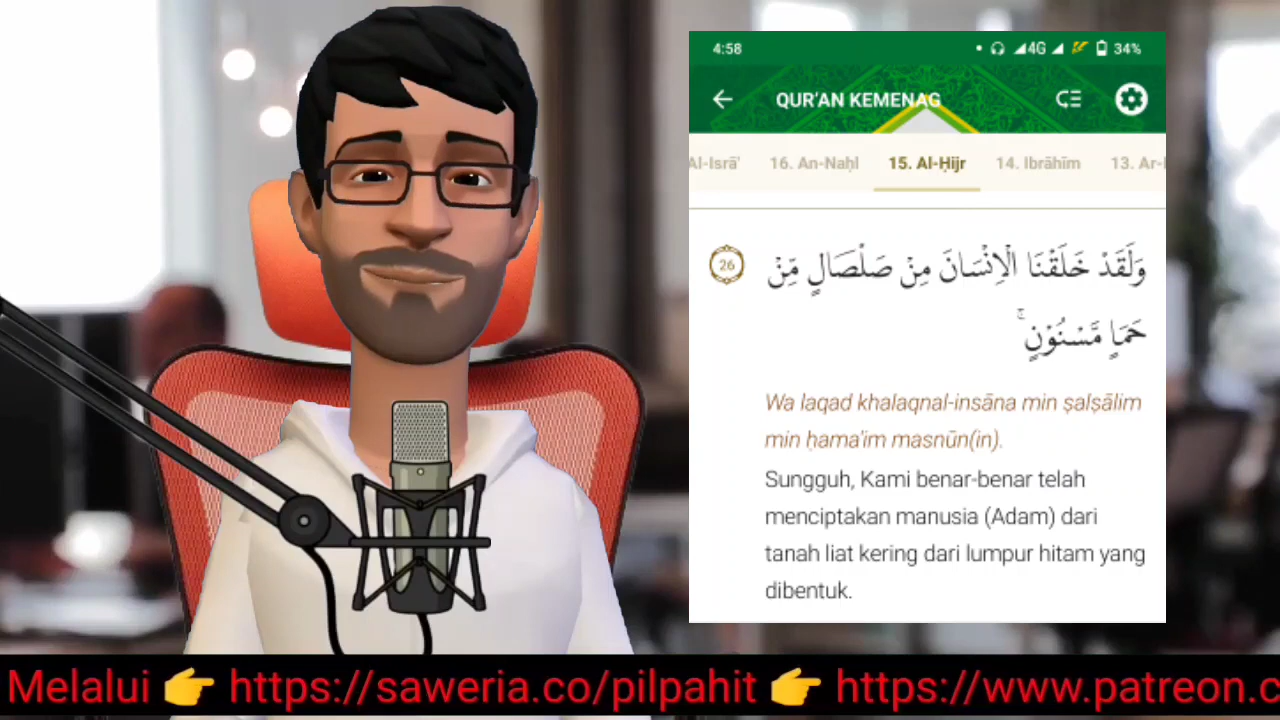 4:58
4G
34%
QUR'AN KEMENAG
Al-Isrā' 16. An-Naḥl 15. Al-Ḥijr 14. Ibrāhīm 13. Ar-
26
وَلَقَدْ خَلَقْنَا الْاِنْسَانَ مِنْ صَلْصَالٍ مِّنْ
حَمَاٍ مَّسْنُوْنٍۚ
Wa laqad khalaqnal-insāna min ṣalṣālim
min ḥama'im masnūn(in).
Sungguh, Kami benar-benar telah
menciptakan manusia (Adam) dari
tanah liat kering dari lumpur hitam yang
dibentuk.
Melalui 👉 https://saweria.co/pilpahit 👉 https://www.patreon.c